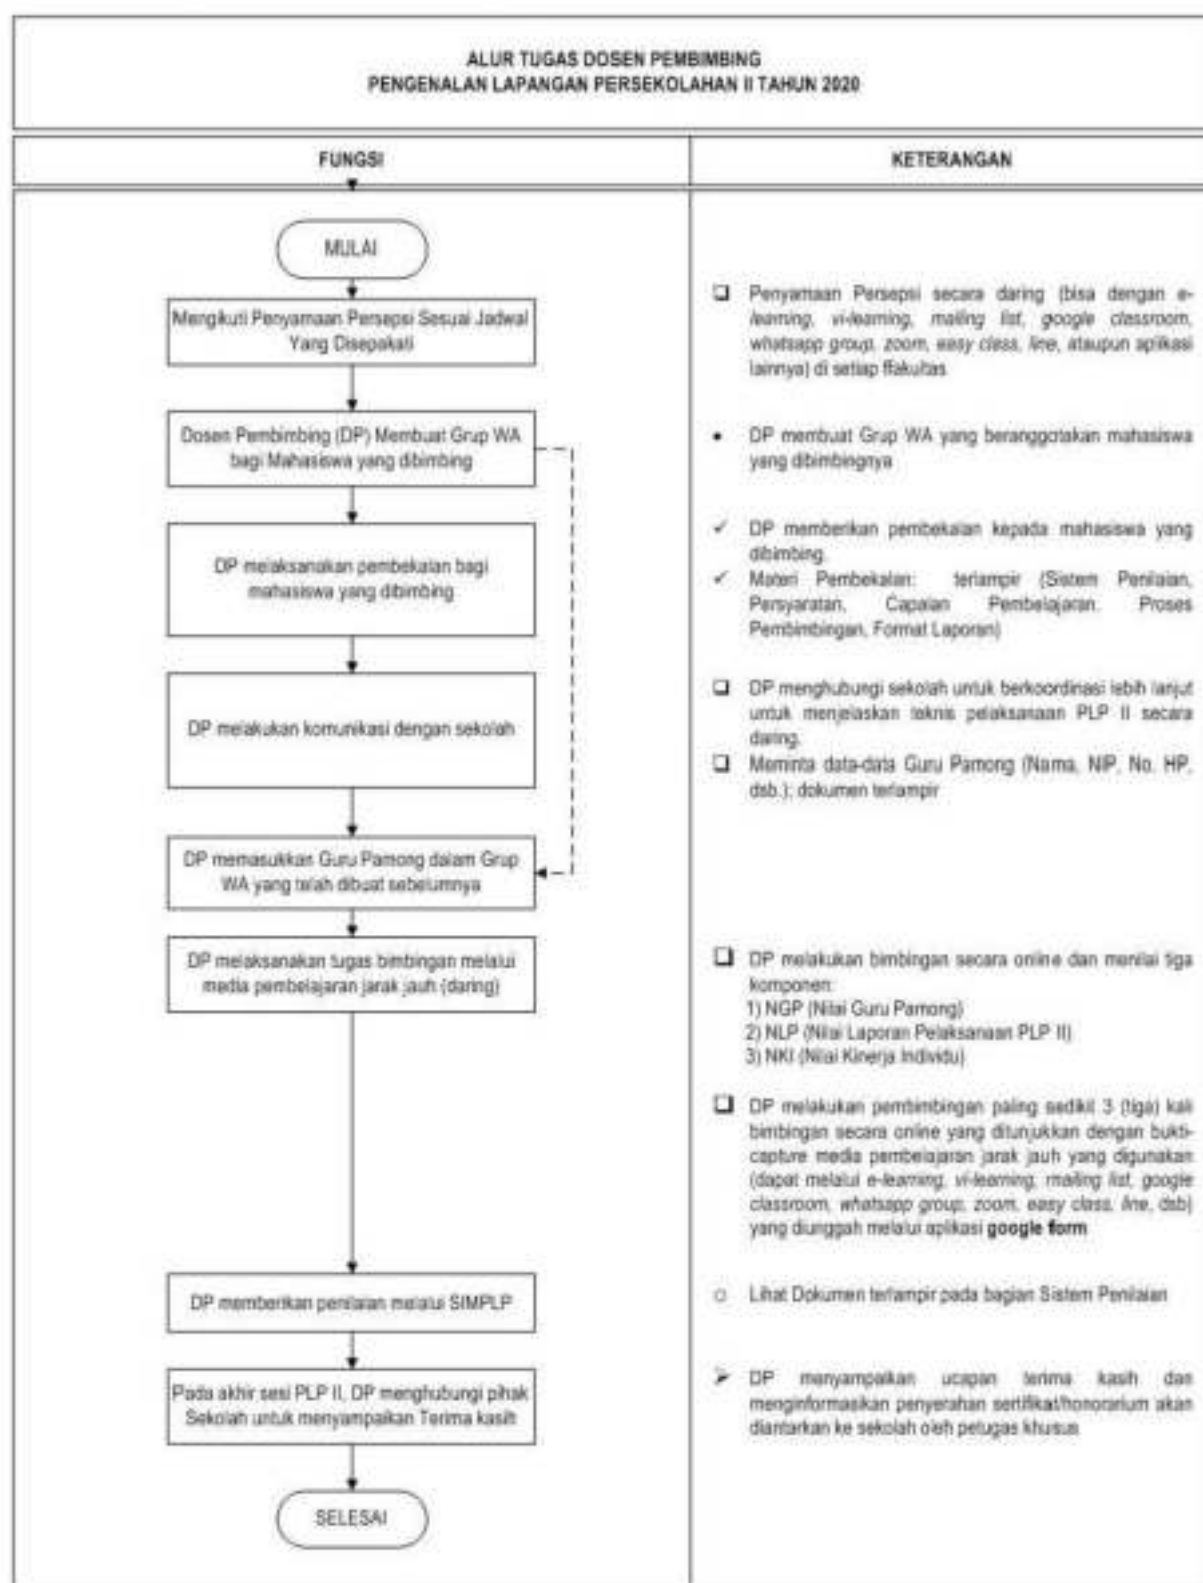 ALUR TUGAS DOSEN PEMBIMBING
PENGENALAN LAPANGAN PERSEKOLAHAN II TAHUN 2020
FUNGSI
KETERANGAN
MULAI
Mengikuti Penyamaan Persepsi Sesuai Jadwal
Yang Disepakati
❑ Penyamaan Persepsi secara daring (bisa dengan e-
learning, vi-learning, mailing list, google classroom,
whatsapp group, zoom, easy class, line, ataupun aplikasi
lainnya) di setiap ffakultas
Dosen Pembimbing (DP) Membuat Grup WA
bagi Mahasiswa yang dibimbing
• DP membuat Grup WA yang beranggotakan mahasiswa
yang dibimbingnya
DP melaksanakan pembekalan bagi
mahasiswa yang dibimbing
✓ DP memberikan pembekalan kepada mahasiswa yang
dibimbing.
✓ Materi Pembekalan: terlampir (Sistem Penilaian,
Persyaratan, Capaian Pembelajaran. Proses
Pembimbingan, Format Laporan)
DP melakukan komunikasi dengan sekolah
❑ DP menghubungi sekolah untuk berkoordinasi lebih lanjut
untuk menjelaskan teknis pelaksanaan PLP II secara
daring.
❑ Meminta data-data Guru Pamong (Nama, NIP, No. HP,
dsb.); dokumen terlampir
DP memasukkan Guru Pamong dalam Grup
WA yang telah dibuat sebelumnya
DP melaksanakan tugas bimbingan melalui
media pembelajaran jarak jauh (daring)
❑ DP melakukan bimbingan secara online dan menilai tiga
komponen:
1) NGP (Nilai Guru Pamong)
2) NLP (Nilai Laporan Pelaksanaan PLP II)
3) NKI (Nilai Kinerja Individu)
❑ DP melakukan pembimbingan paling sedikit 3 (tiga) kali
bimbingan secara online yang ditunjukkan dengan bukti-
capture media pembelajaran jarak jauh yang digunakan
(dapat melalui e-learning, vi-learning, mailing list, google
classroom, whatsapp group, zoom, easy class, line, dsb)
yang diunggah melalui aplikasi google form
DP memberikan penilaian melalui SIMPLP
○ Lihat Dokumen terlampir pada bagian Sistem Penilaian
Pada akhir sesi PLP II, DP menghubungi pihak
Sekolah untuk menyampaikan Terima kasih
➢ DP menyampaikan ucapan terima kasih dan
menginformasikan penyerahan sertifikat/honorarium akan
diantarkan ke sekolah oleh petugas khusus
SELESAI